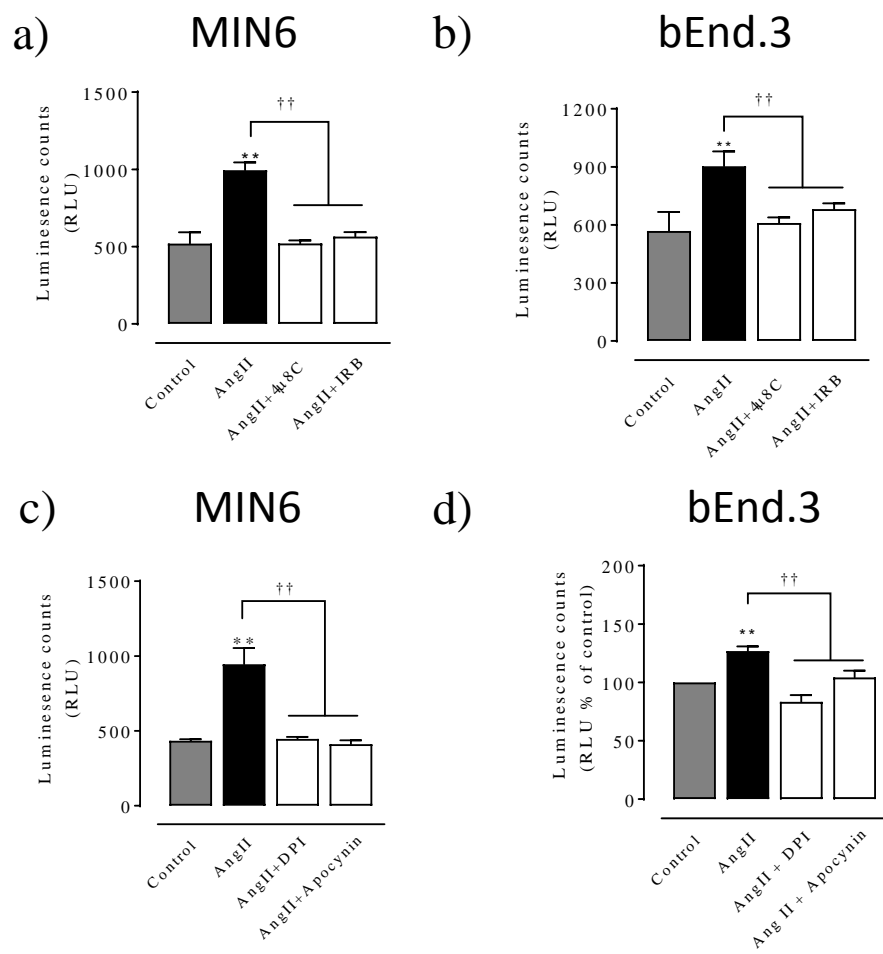 a) MIN6
1500
1000
500
0
Luminesence counts
(RLU)
**
††
Control
AngII
AngII+4μ8C
AngII+IRB
b) bEnd.3
1200
900
600
300
0
Luminesence counts
(RLU)
**
††
Control
AngII
AngII+4μ8C
AngII+IRB
c) MIN6
1500
1000
500
0
Luminesence counts
(RLU)
**
††
Control
AngII
AngII+DPI
AngII+Apocynin
d) bEnd.3
200
150
100
50
0
Luminescence counts
(RLU % of control)
**
††
Control
AngII
AngII + DPI
Ang II + Apocynin